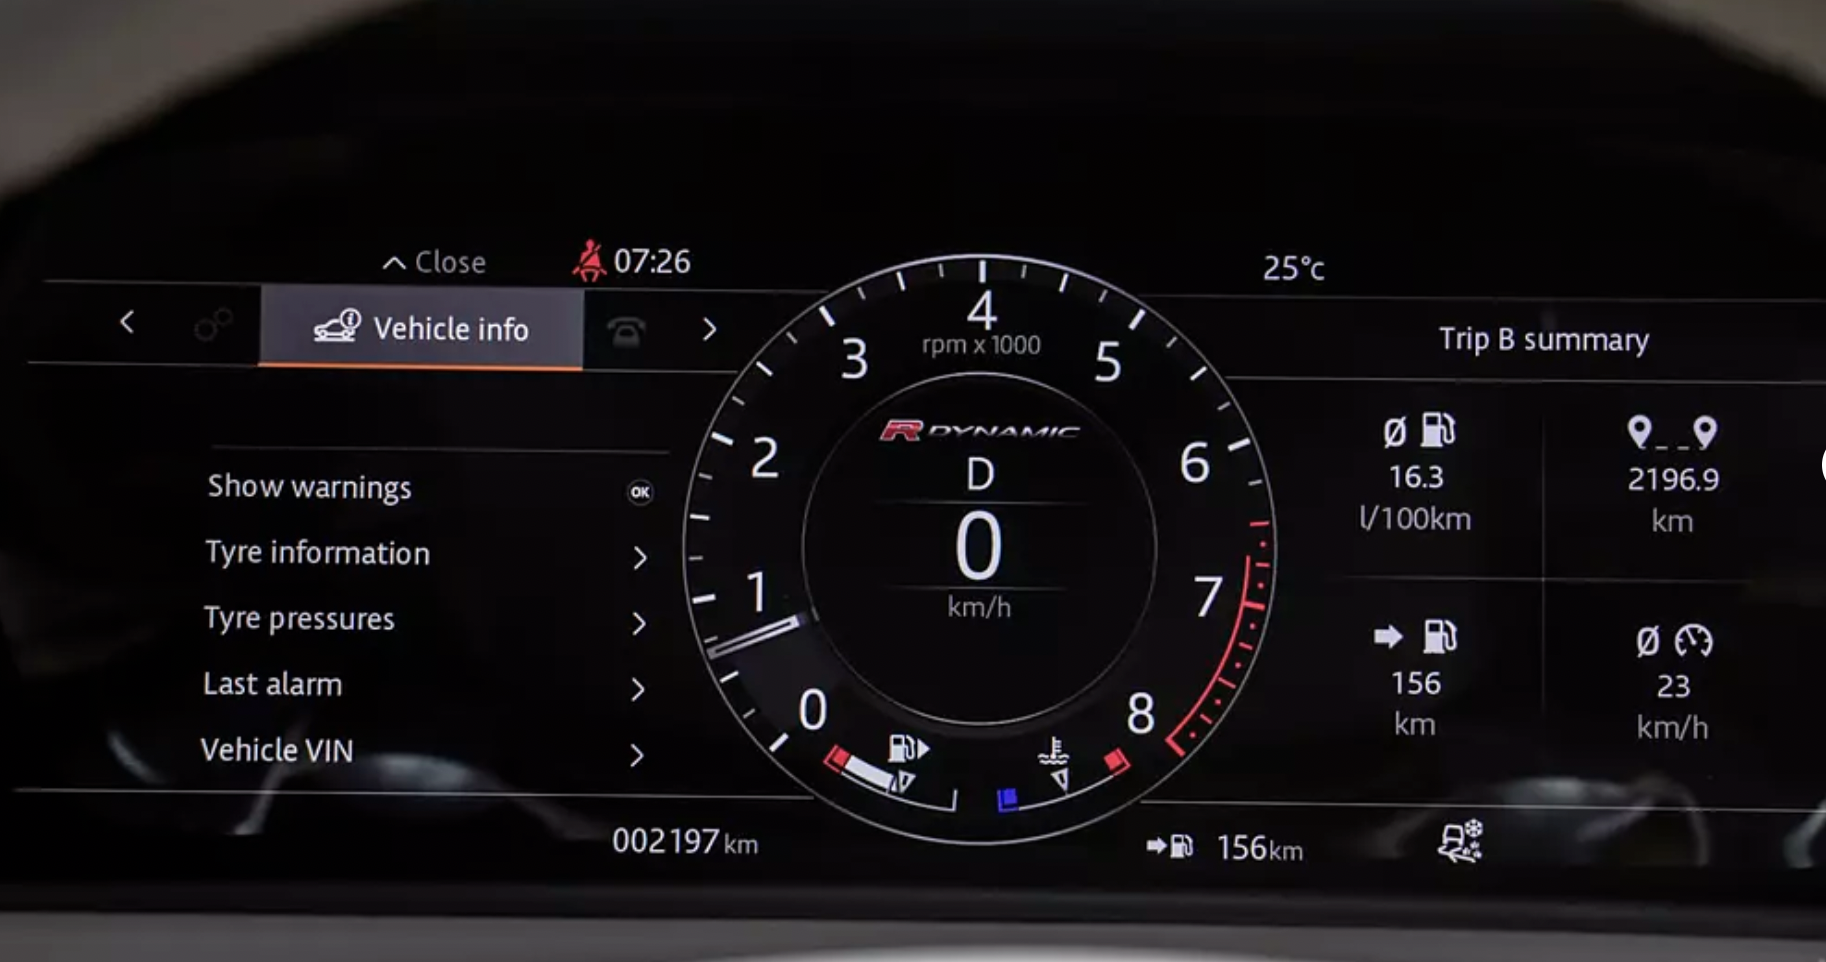 Close
07:26
25°c
Vehicle info
Trip B summary
Show warnings
OK
Tyre information
Tyre pressures
Last alarm
Vehicle VIN
0
1
2
3
4
5
6
7
8
rpm x 1000
R DYNAMIC
D
0
km/h
Ø
16.3
l/100km
2196.9
km
156
km
Ø
23
km/h
002197 km
156km